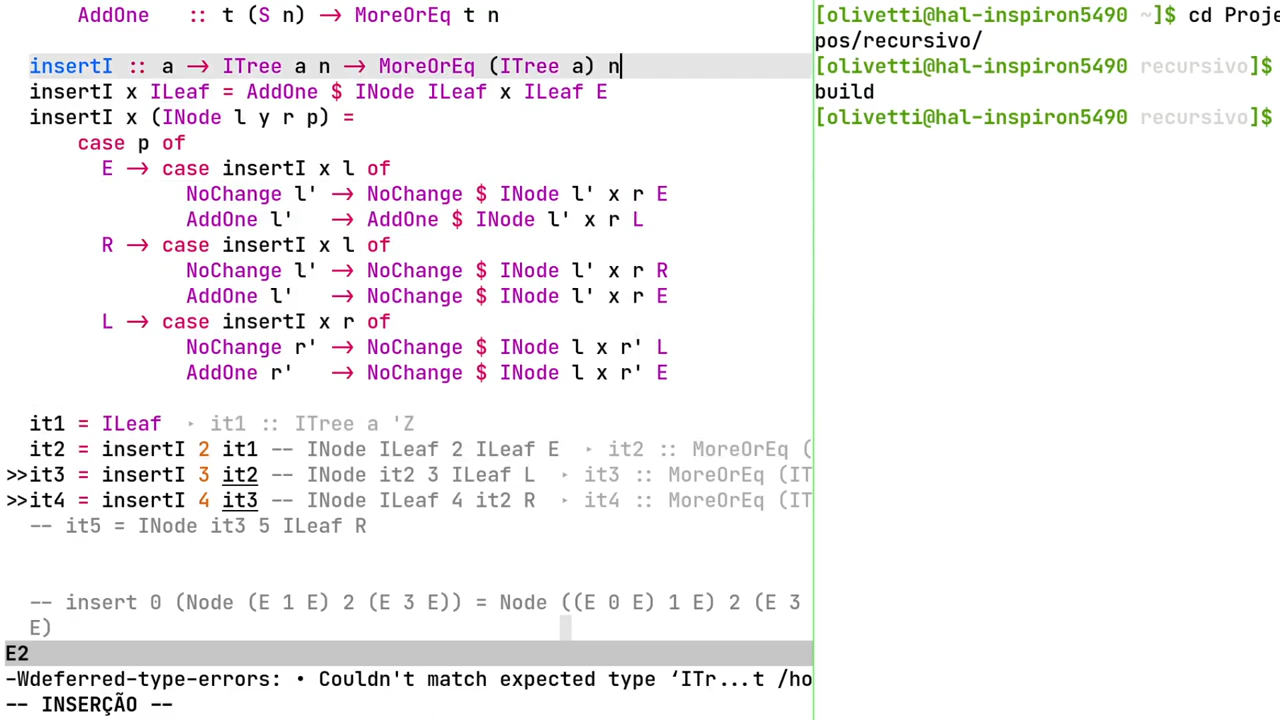 AddOne   :: t (S n) → MoreOrEq t n
insertI :: a → ITree a n → MoreOrEq (ITree a) n
insertI x ILeaf = AddOne $ INode ILeaf x ILeaf E
insertI x (INode l y r p) =
case p of
E → case insertI x l of
NoChange l' → NoChange $ INode l' x r E
AddOne l'   → AddOne $ INode l' x r L
R → case insertI x l of
NoChange l' → NoChange $ INode l' x r R
AddOne l'   → NoChange $ INode l' x r E
L → case insertI x r of
NoChange r' → NoChange $ INode l x r' L
AddOne r'   → NoChange $ INode l x r' E
it1 = ILeaf  ‣ it1 :: ITree a 'Z
it2 = insertI 2 it1 -- INode ILeaf 2 ILeaf E  ‣ it2 :: MoreOrEq (
>>it3 = insertI 3 it2 -- INode it2 3 ILeaf L  ‣ it3 :: MoreOrEq (IT
>>it4 = insertI 4 it3 -- INode ILeaf 4 it2 R  ‣ it4 :: MoreOrEq (IT
-- it5 = INode it3 5 ILeaf R
-- insert 0 (Node (E 1 E) 2 (E 3 E)) = Node ((E 0 E) 1 E) 2 (E 3
E)
E2
-Wdeferred-type-errors: • Couldn't match expected type ‘ITr...t /ho
-- INSERÇÃO --
[olivetti@hal-inspiron5490 ~]$ cd Proje
pos/recursivo/
[olivetti@hal-inspiron5490 recursivo]$
build
[olivetti@hal-inspiron5490 recursivo]$